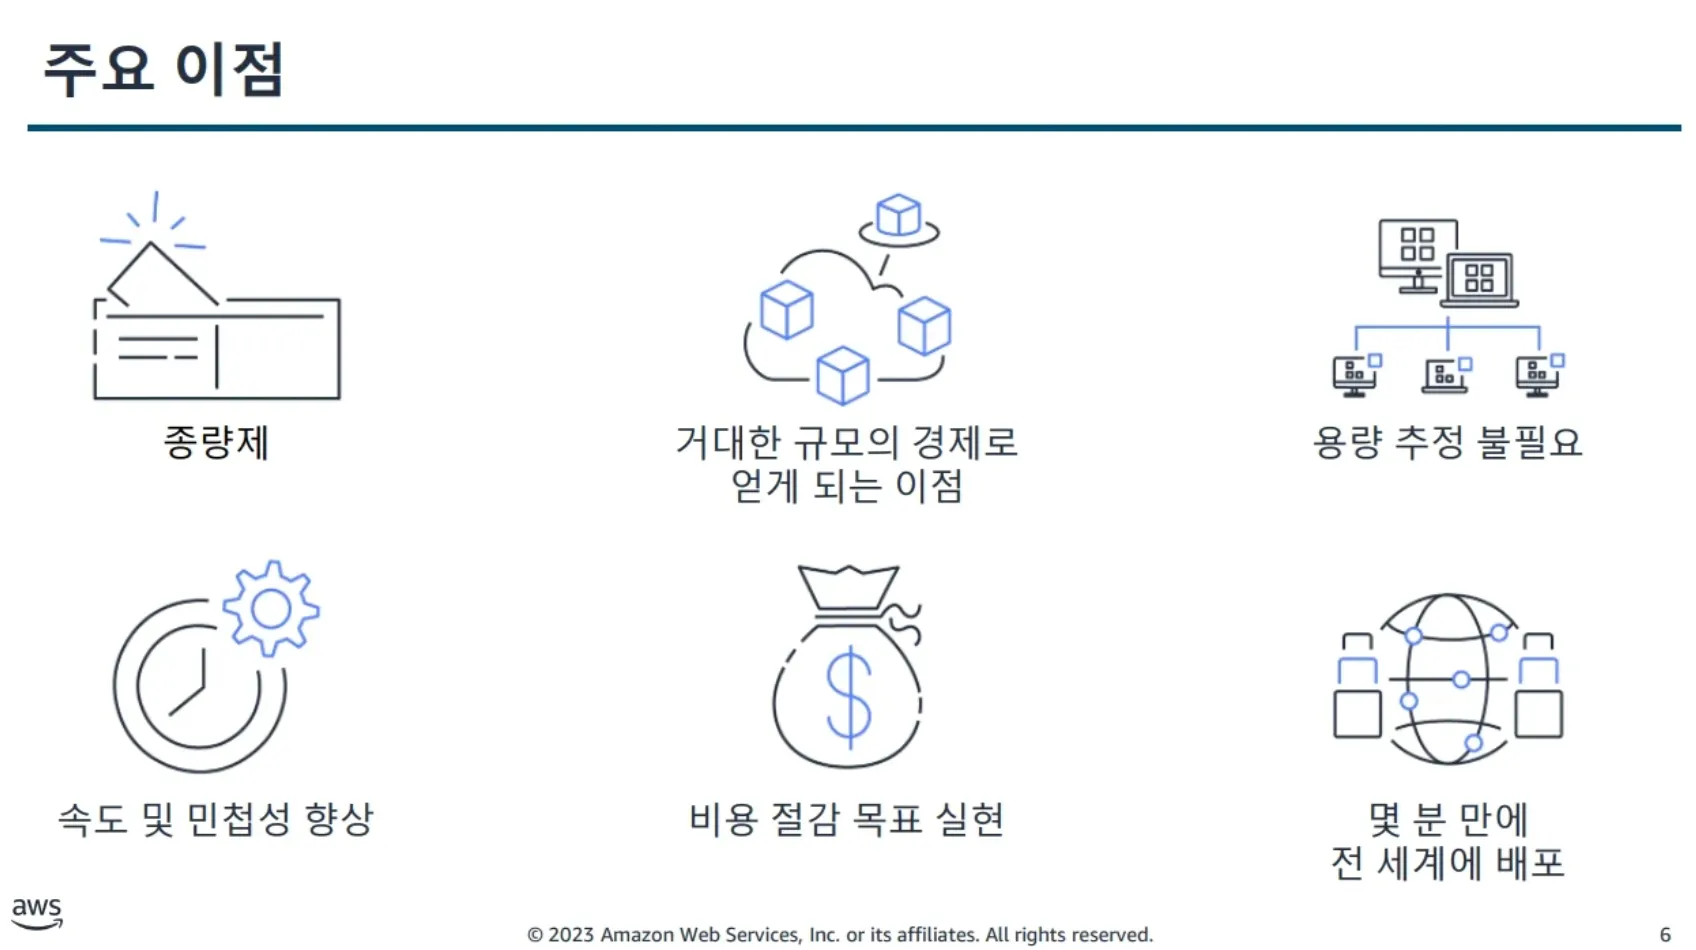 주요 이점
종량제
거대한 규모의 경제로
얻게 되는 이점
용량 추정 불필요
속도 및 민첩성 향상
비용 절감 목표 실현
몇 분 만에
전 세계에 배포
aws
© 2023 Amazon Web Services, Inc. or its affiliates. All rights reserved.
6